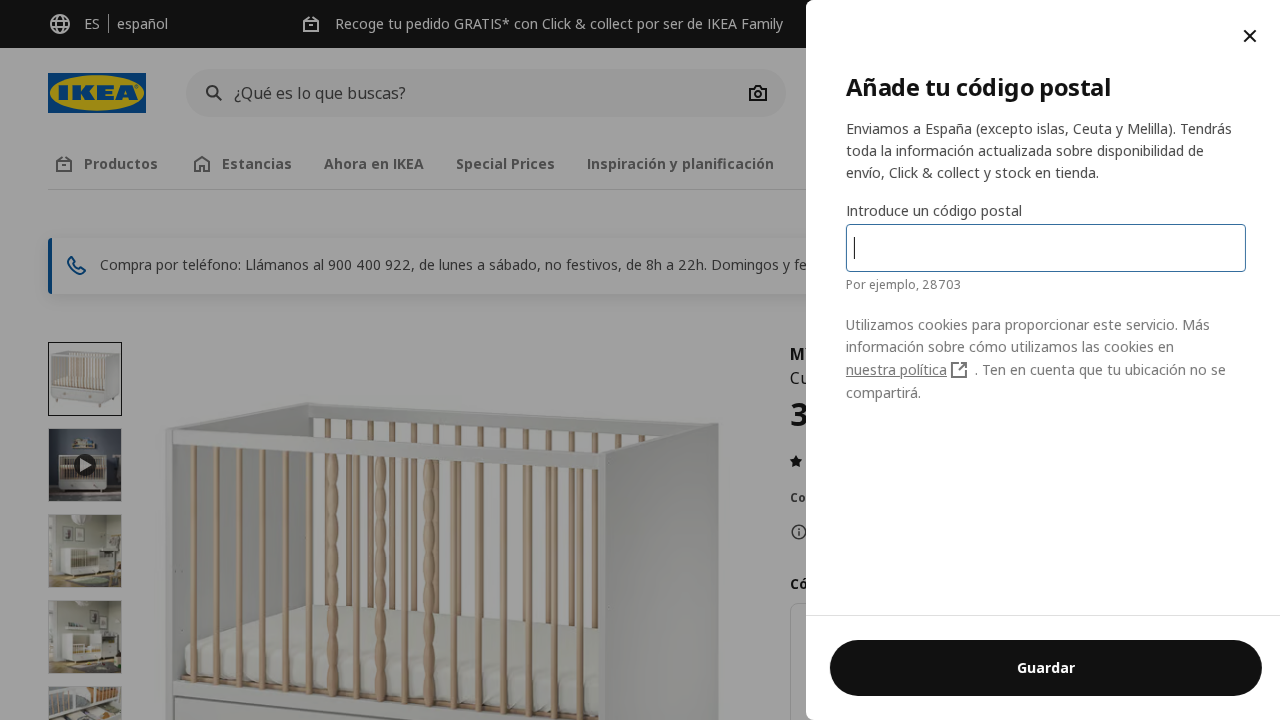 ES español
Recoge tu pedido GRATIS* con Click & collect por ser de IKEA Family
IKEA
¿Qué es lo que buscas?
Productos
Estancias
Ahora en IKEA
Special Prices
Inspiración y planificación
Compra por teléfono: Llámanos al 900 400 922, de lunes a sábado, no festivos, de 8h a 22h. Domingos y fe
3
Añade tu código postal
Enviamos a España (excepto islas, Ceuta y Melilla). Tendrás
toda la información actualizada sobre disponibilidad de
envío, Click & collect y stock en tienda.
Introduce un código postal
Por ejemplo, 28703
Utilizamos cookies para proporcionar este servicio. Más
información sobre cómo utilizamos las cookies en
nuestra política . Ten en cuenta que tu ubicación no se
compartirá.
Guardar